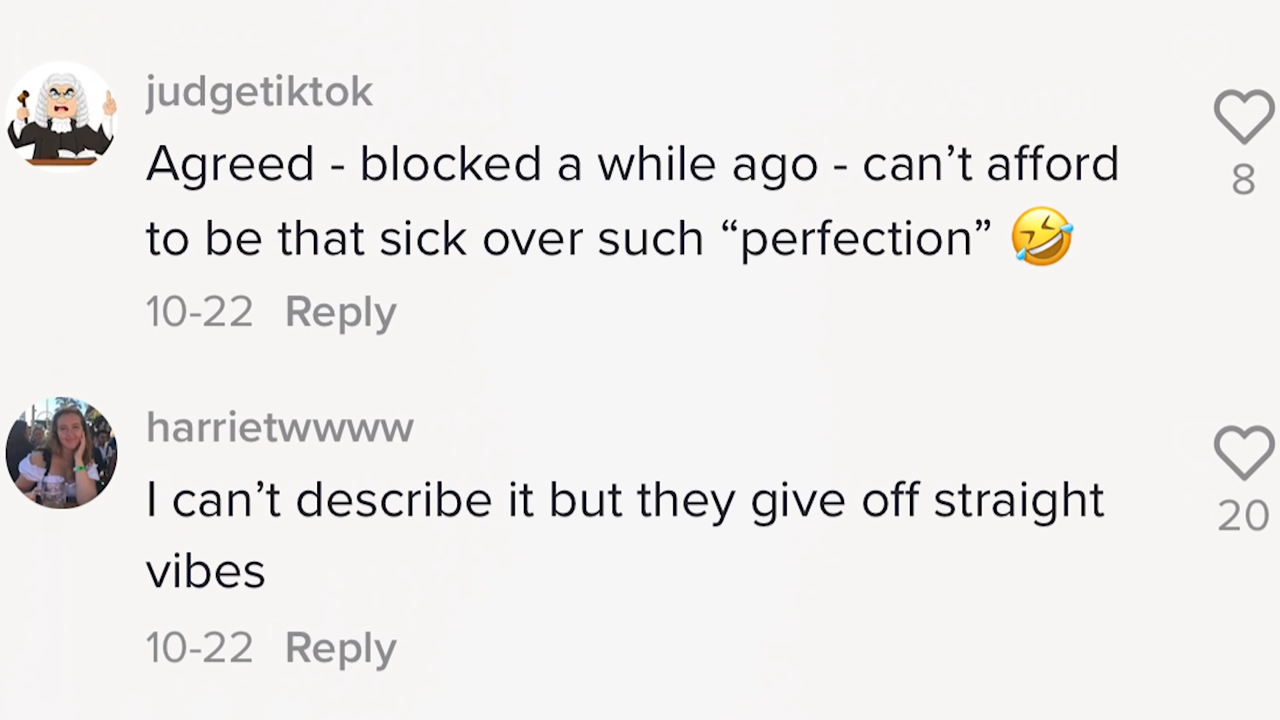 judgetiktok
Agreed - blocked a while ago - can’t afford
to be that sick over such “perfection” 🤣
10-22 Reply
8
harrietwwww
I can’t describe it but they give off straight
vibes
10-22 Reply
20